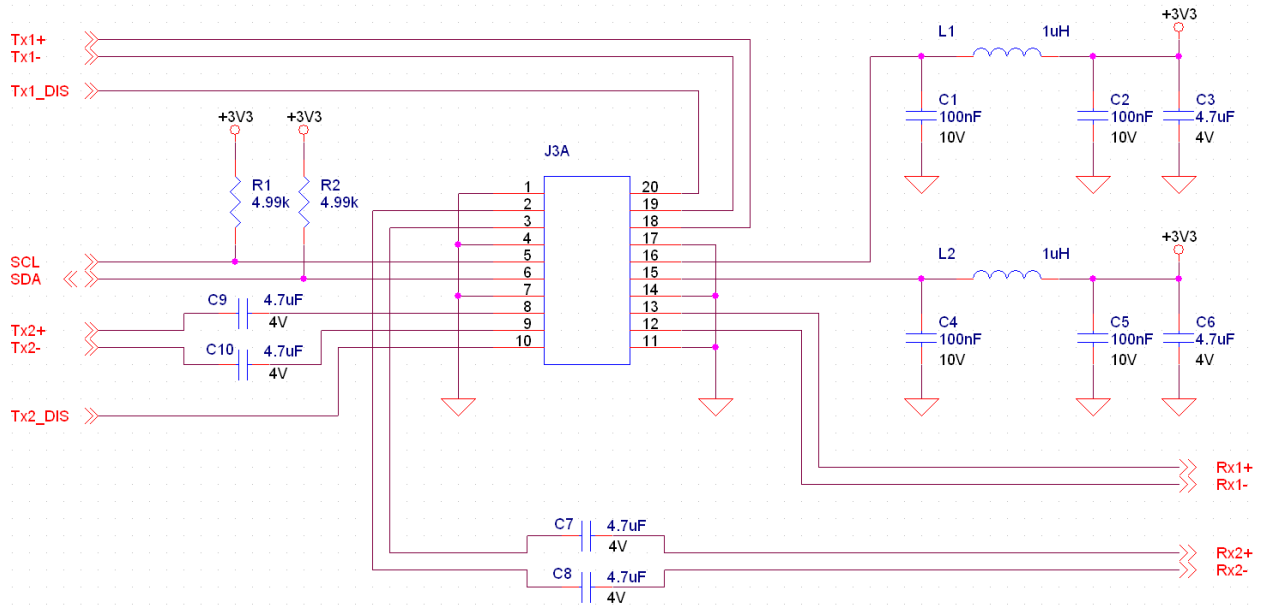 Tx1+
Tx1-
Tx1_DIS
+3V3
+3V3
R1
4.99k
R2
4.99k
SCL
SDA
C9
4.7uF
4V
Tx2+
Tx2-
C10
4.7uF
4V
Tx2_DIS
J3A
1
2
3
4
5
6
7
8
9
10
20
19
18
17
16
15
14
13
12
11
L1
1uH
+3V3
C1
100nF
10V
C2
100nF
10V
C3
4.7uF
4V
L2
1uH
+3V3
C4
100nF
10V
C5
100nF
10V
C6
4.7uF
4V
Rx1+
Rx1-
C7
4.7uF
4V
C8
4.7uF
4V
Rx2+
Rx2-